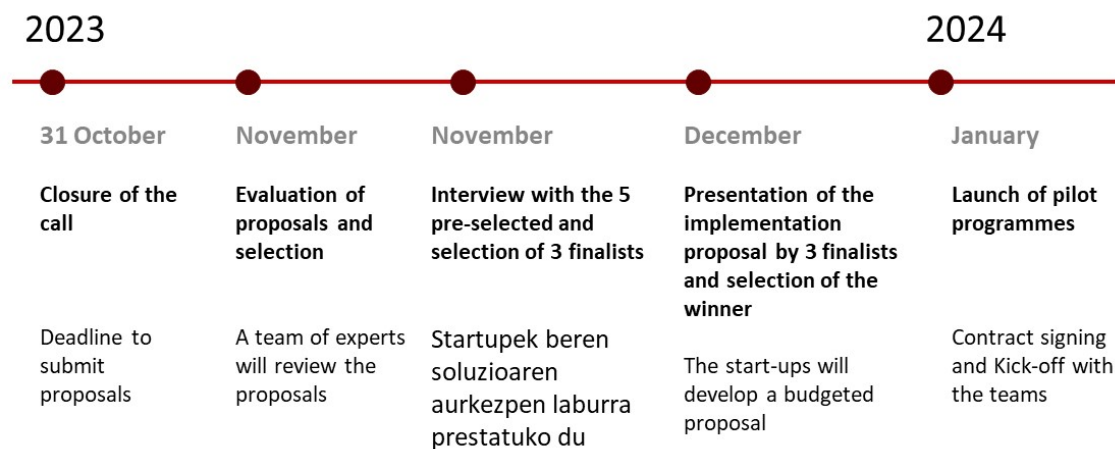 2023
2024
31 October
November
November
December
January
Closure of the
call
Evaluation of
proposals and
selection
Interview with the 5
pre-selected and
selection of 3 finalists
Presentation of the
implementation
proposal by 3 finalists
and selection of the
winner
Launch of pilot
programmes
Deadline to
submit
proposals
A team of experts
will review the
proposals
Startupek beren
soluzioaren
aurkezpen laburra
prestatuko du
The start-ups will
develop a budgeted
proposal
Contract signing
and Kick-off with
the teams